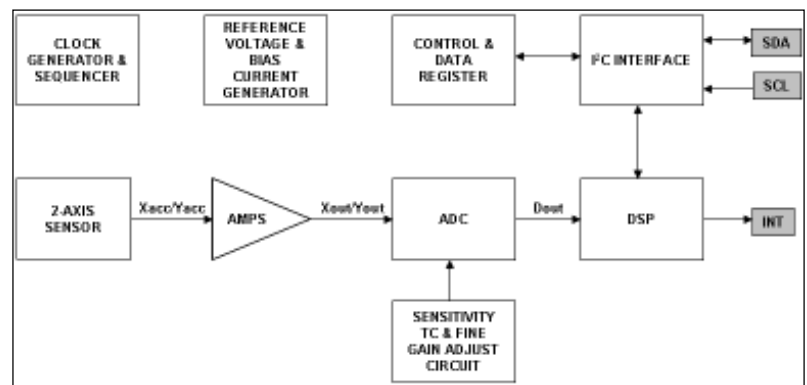 CLOCK
GENERATOR &
SEQUENCER
REFERENCE
VOLTAGE &
BIAS
CURRENT
GENERATOR
CONTROL &
DATA
REGISTER
I²C INTERFACE
SDA
SCL
2-AXIS
SENSOR
Xacc/Yacc
AMPS
Xout/Yout
ADC
Dout
DSP
INT
SENSITIVITY
TC & FINE
GAIN ADJUST
CIRCUIT